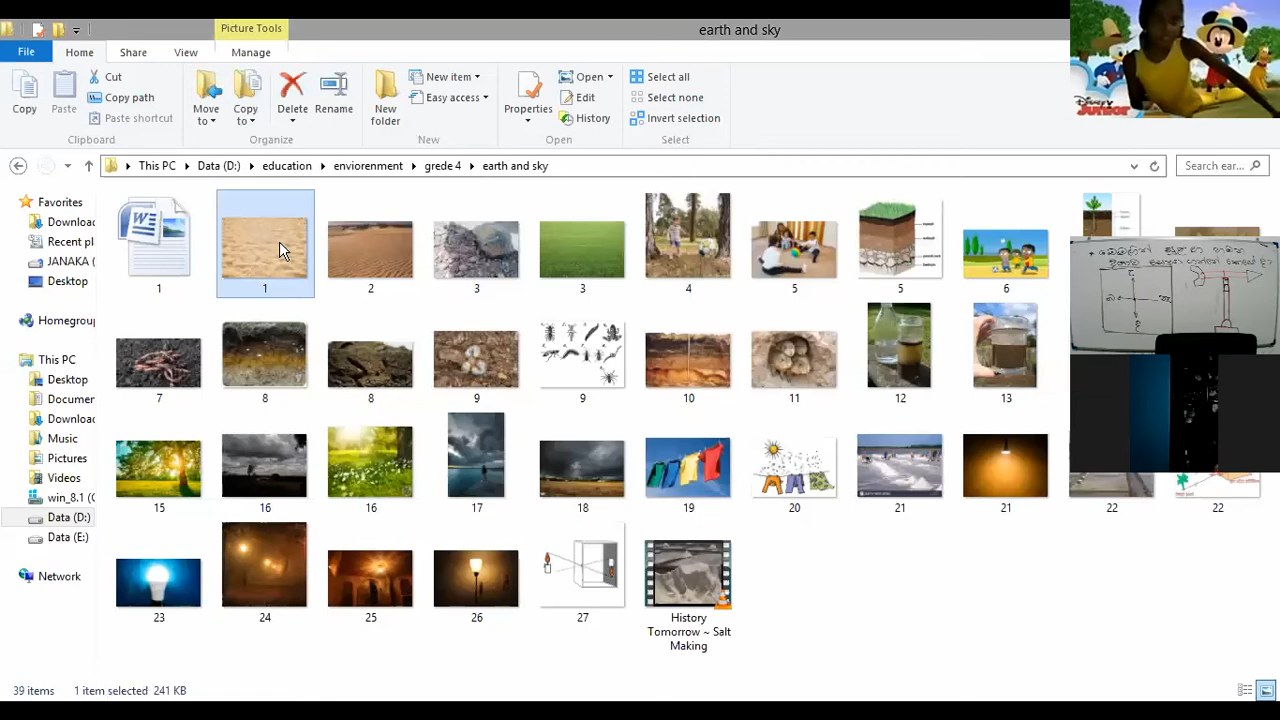 Picture Tools
earth and sky
File
Home
Share
View
Manage
Copy
Paste
Cut
Copy path
Paste shortcut
Clipboard
Move to
Copy to
Delete
Rename
Organize
New folder
New item
Easy access
New
Properties
Open
Edit
History
Open
Select all
Select none
Invert selection
Select
This PC
Data (D:)
education
enviorenment
grede 4
earth and sky
Search ear...
Favorites
Downloac
Recent pl
JANAKA (
Desktop
Homegroup
This PC
Desktop
Documer
Downloac
Music
Pictures
Videos
win_8.1 (C
Data (D:)
Data (E:)
Network
1
1
2
3
3
4
5
5
6
7
8
8
9
9
10
11
12
13
15
16
16
17
18
19
20
21
21
22
22
23
24
25
26
27
History
Tomorrow ~ Salt
Making
39 items
1 item selected 241 KB
Disney
Junior